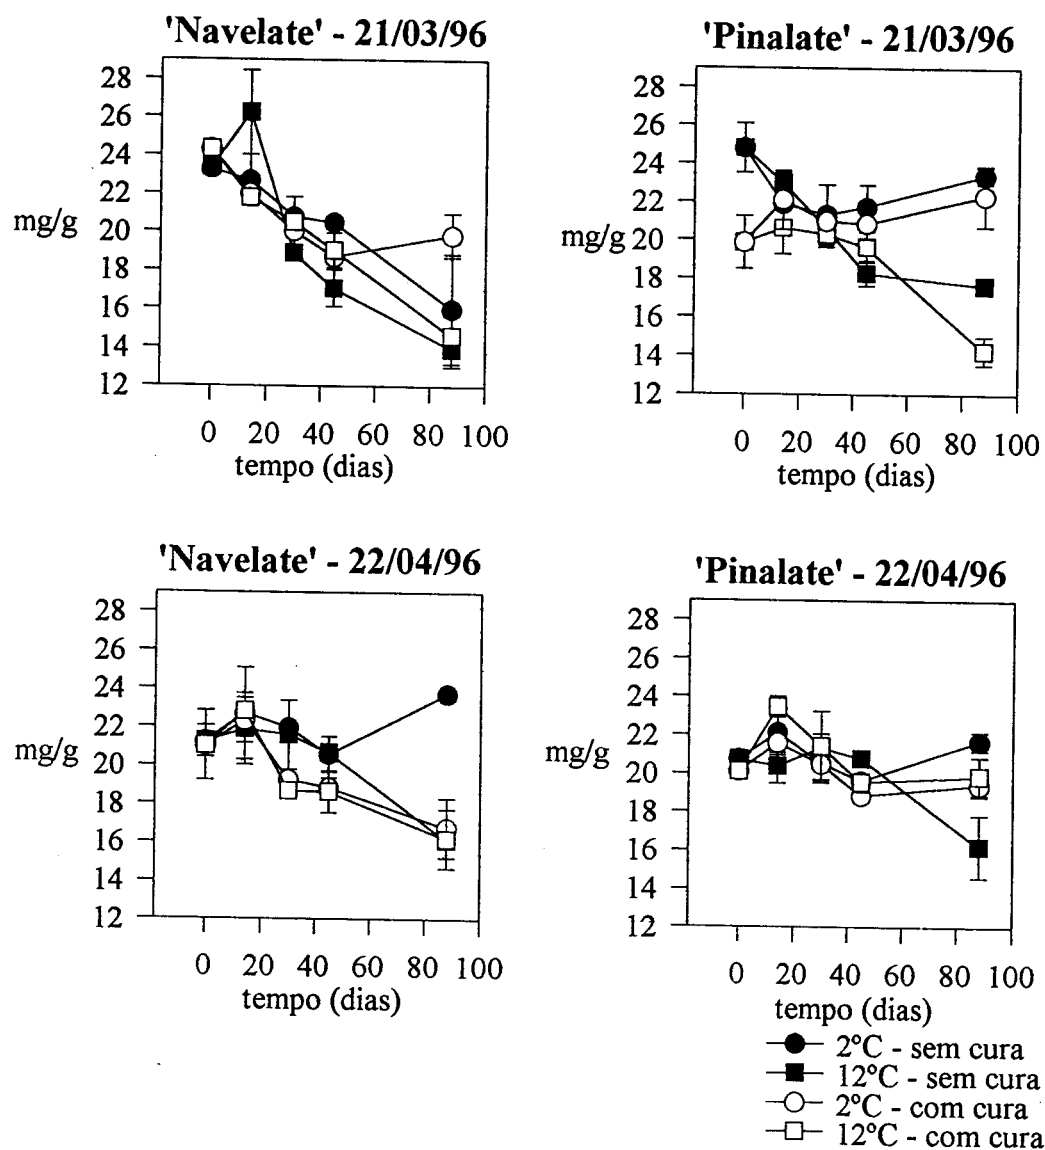 'Navelate' - 21/03/96
28
26
24
22
20
18
16
14
12
mg/g
0 20 40 60 80 100
tempo (dias)
'Pinalate' - 21/03/96
28
26
24
22
20
18
16
14
12
mg/g
0 20 40 60 80 100
tempo (dias)
'Navelate' - 22/04/96
28
26
24
22
20
18
16
14
12
mg/g
0 20 40 60 80 100
tempo (dias)
'Pinalate' - 22/04/96
28
26
24
22
20
18
16
14
12
mg/g
0 20 40 60 80 100
tempo (dias)
2ºC - sem cura
12ºC - sem cura
2ºC - com cura
12ºC - com cura